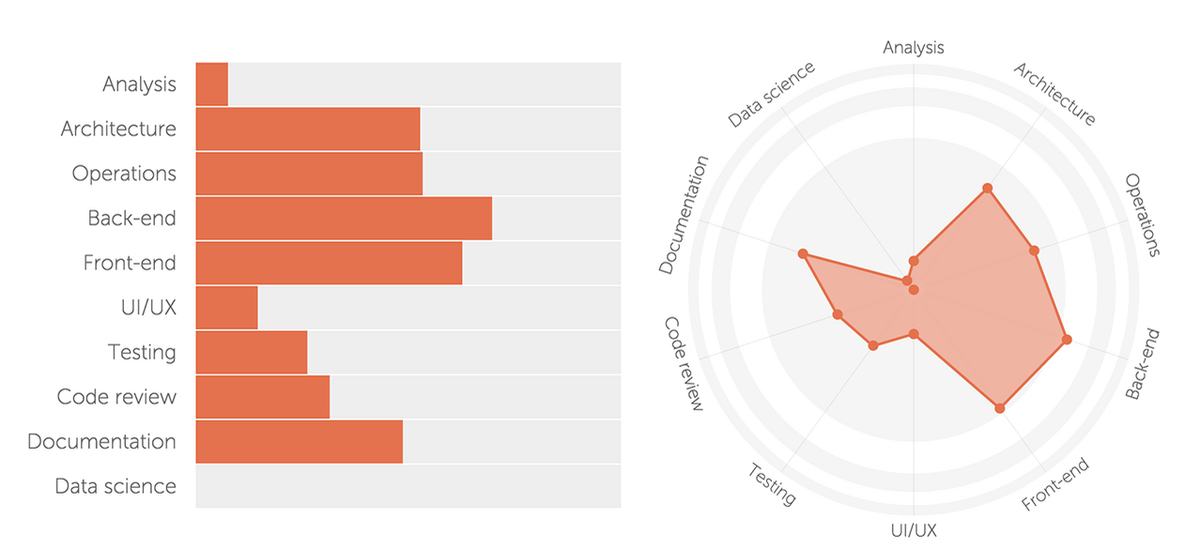 Analysis
Architecture
Operations
Back-end
Front-end
UI/UX
Testing
Code review
Documentation
Data science
Analysis
Architecture
Operations
Back-end
Front-end
UI/UX
Testing
Code review
Documentation
Data science